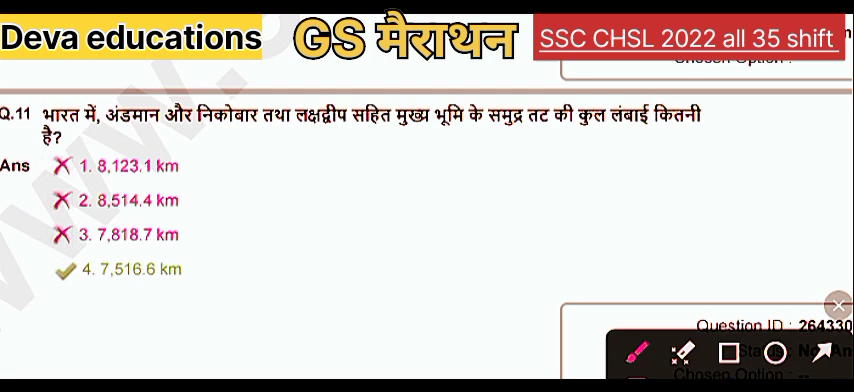 Deva educations GS मैराथन SSC CHSL 2022 all 35 shift
Q.11 भारत में, अंडमान और निकोबार तथा लक्षद्वीप सहित मुख्य भूमि के समुद्र तट की कुल लंबाई कितनी
है?
Ans 1. 8,123.1 km
2. 8,514.4 km
3. 7,818.7 km
4. 7,516.6 km
Question ID : 264330
Status
Chosen Option : --